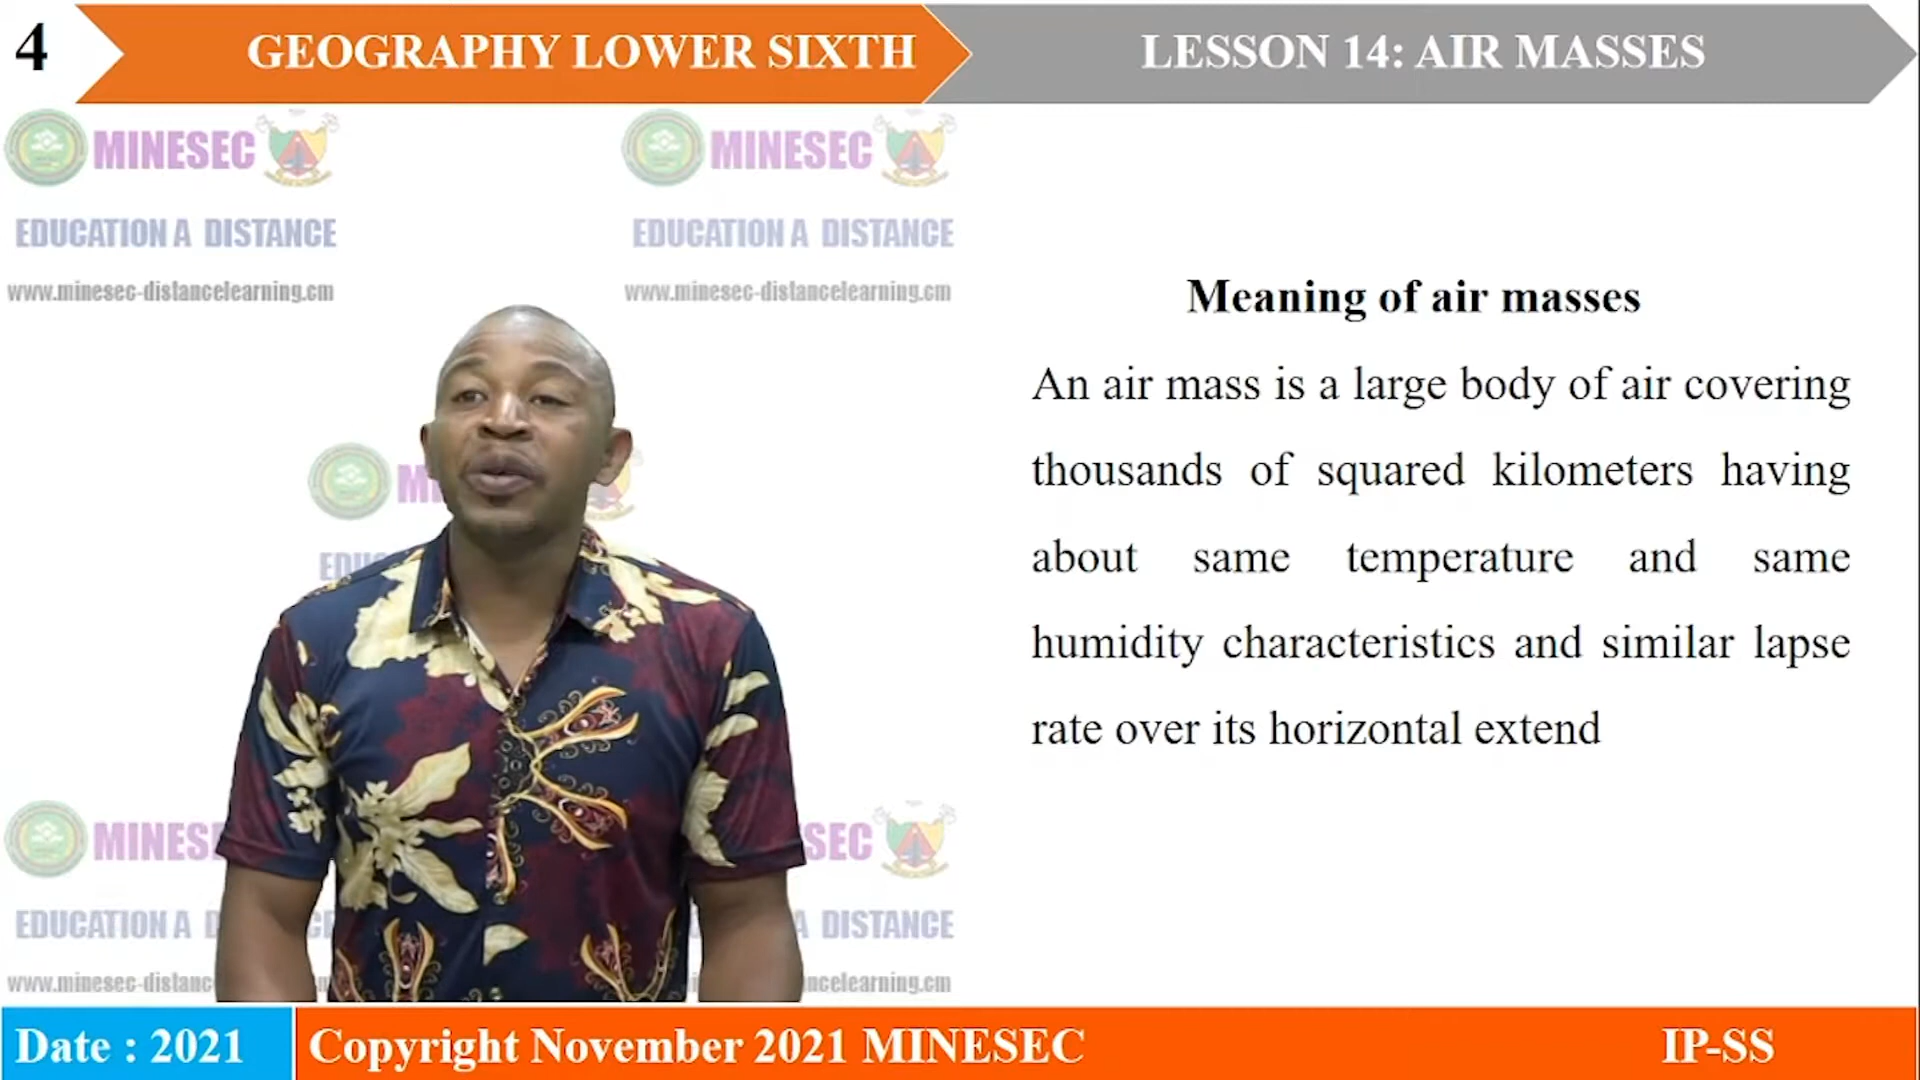 4
GEOGRAPHY LOWER SIXTH
LESSON 14: AIR MASSES
MINESEC
MINESEC
EDUCATION A DISTANCE
EDUCATION A DISTANCE
www.minesec-distancelearning.cm
www.minesec-distancelearning.cm
Meaning of air masses
An air mass is a large body of air covering
thousands of squared kilometers having
about same temperature and same
humidity characteristics and similar lapse
rate over its horizontal extend
Date : 2021
Copyright November 2021 MINESEC
IP-SS